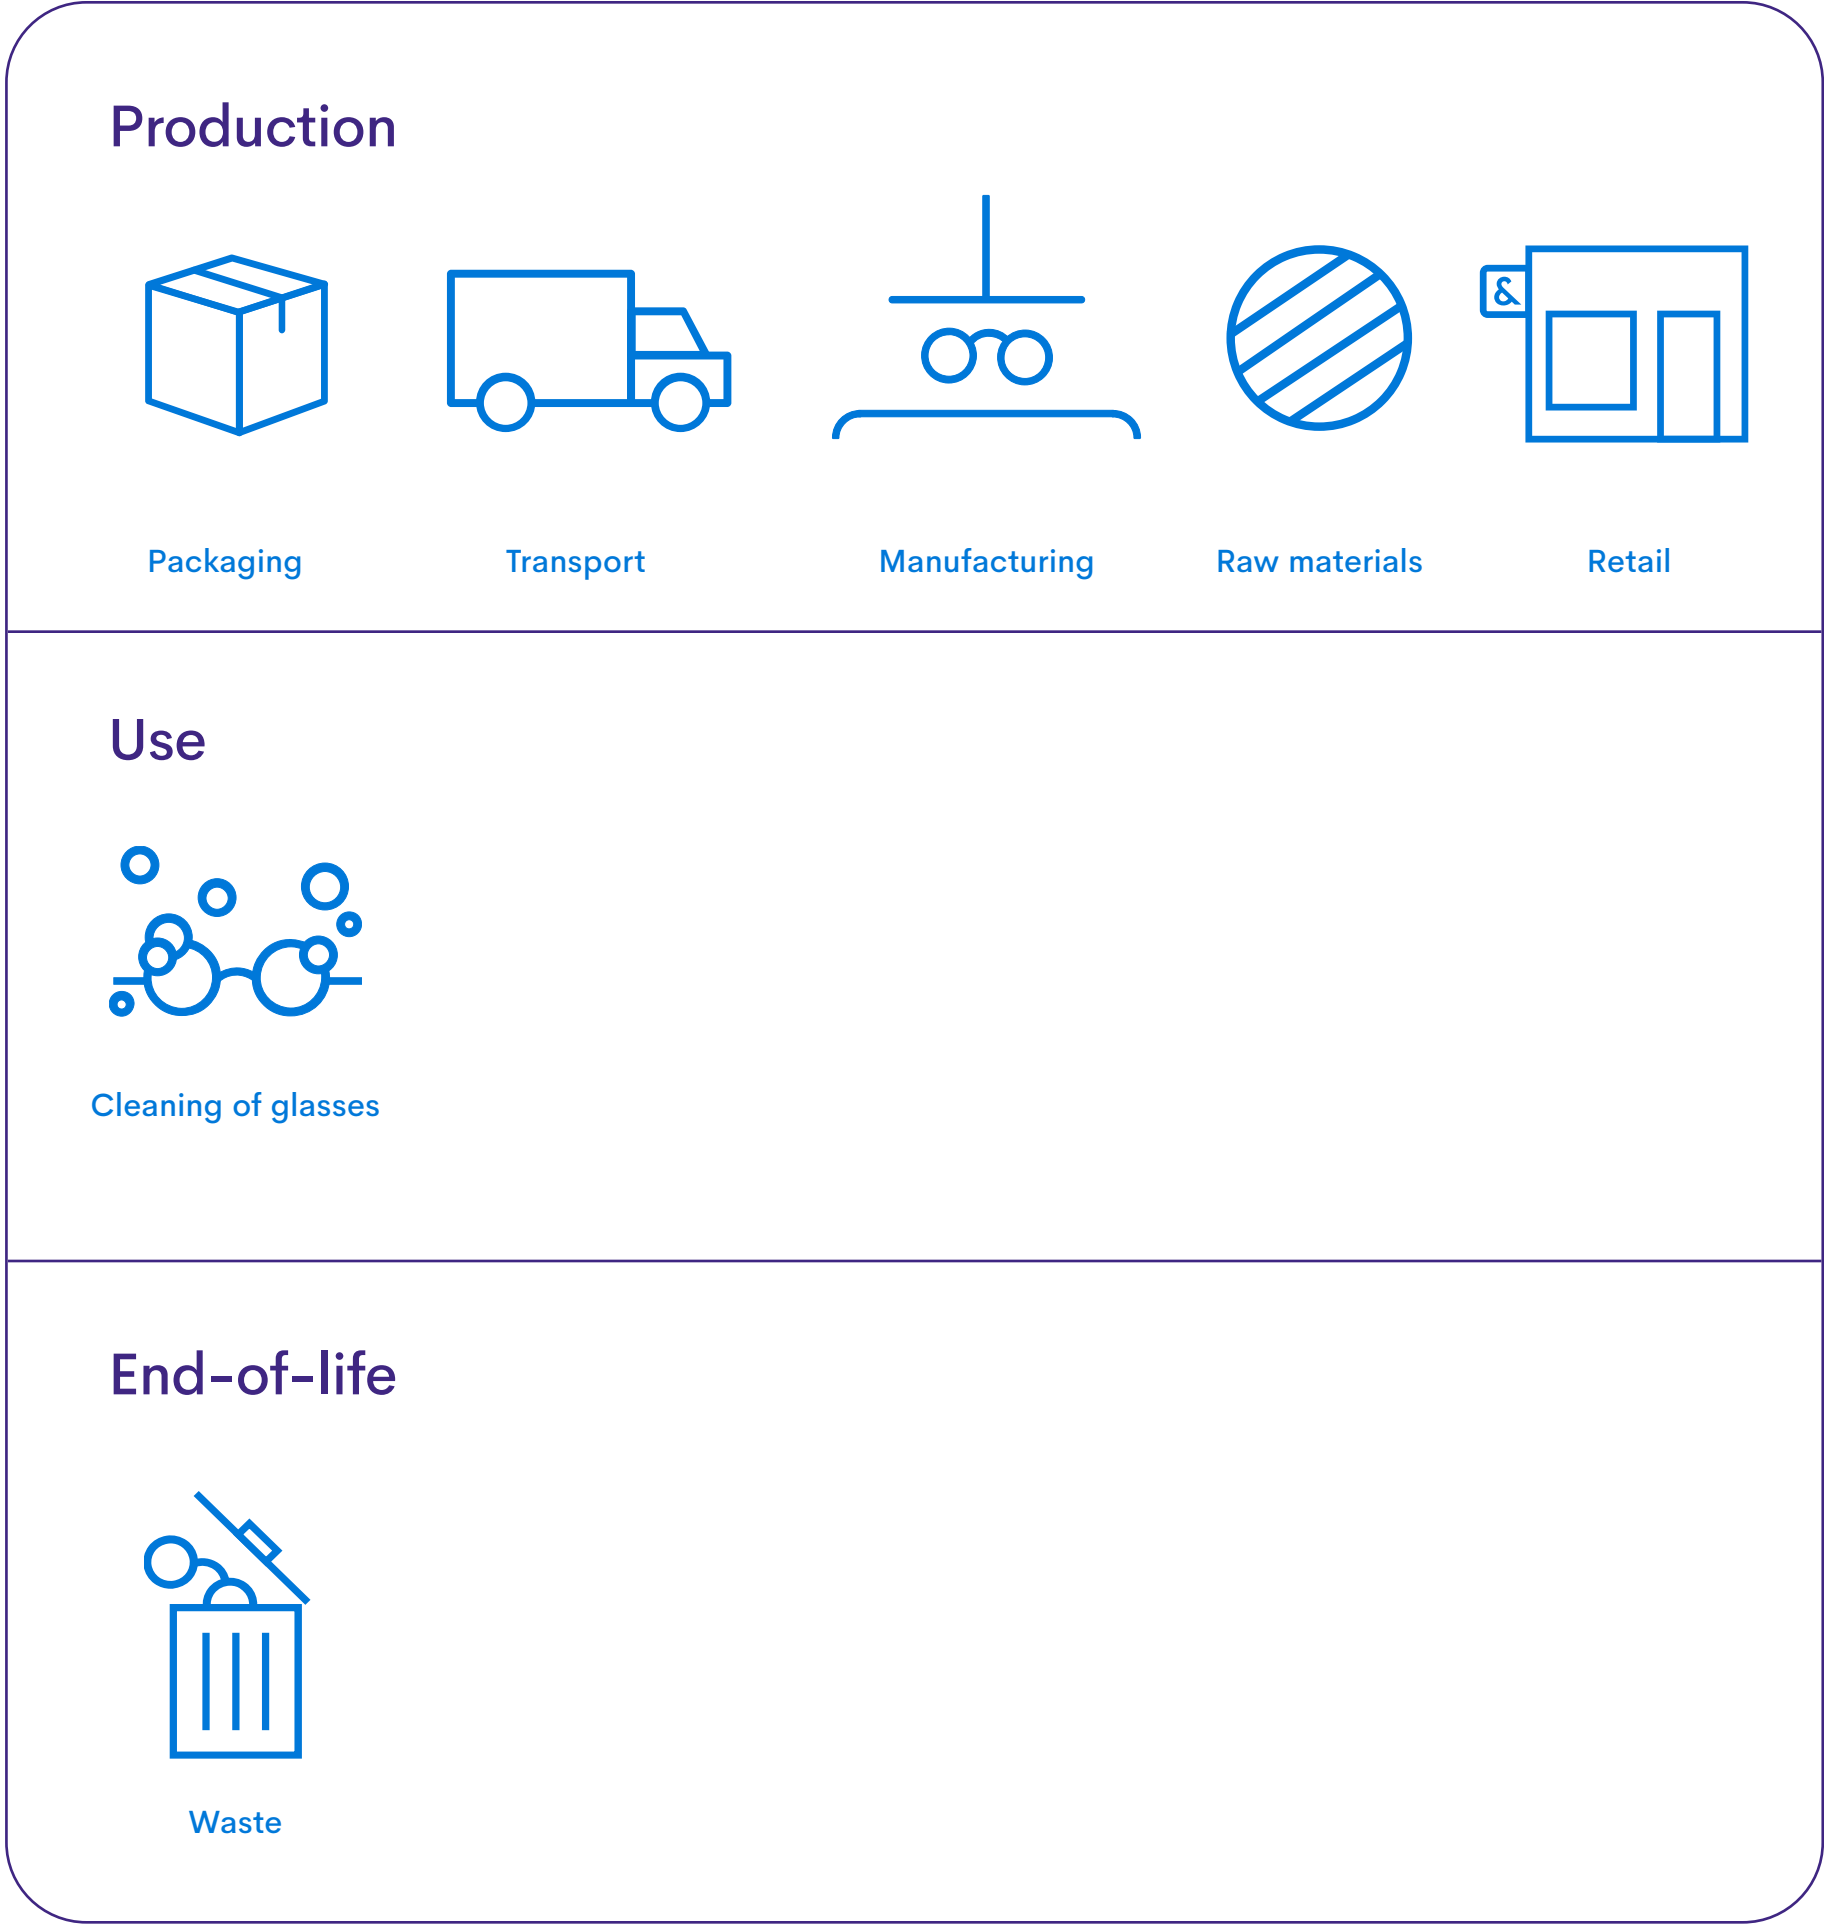 Production
&
Packaging
Transport
Manufacturing
Raw materials
Retail
Use
Cleaning of glasses
End-of-life
Waste